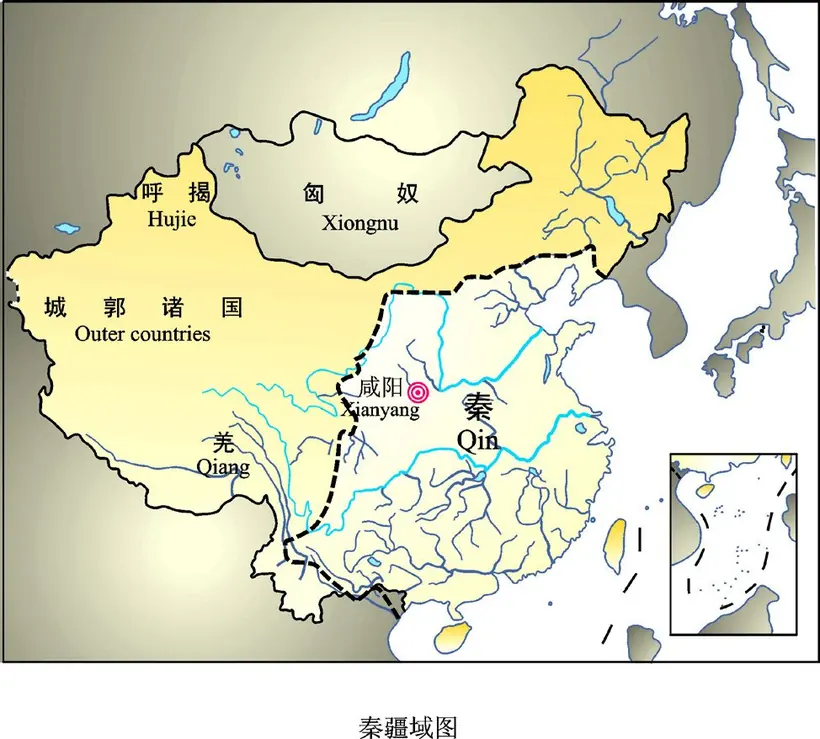 呼揭
Hujie
匈奴
Xiongnu
城郭诸国
Outer countries
咸阳
Xianyang
秦
Qin
羌
Qiang
秦疆域图